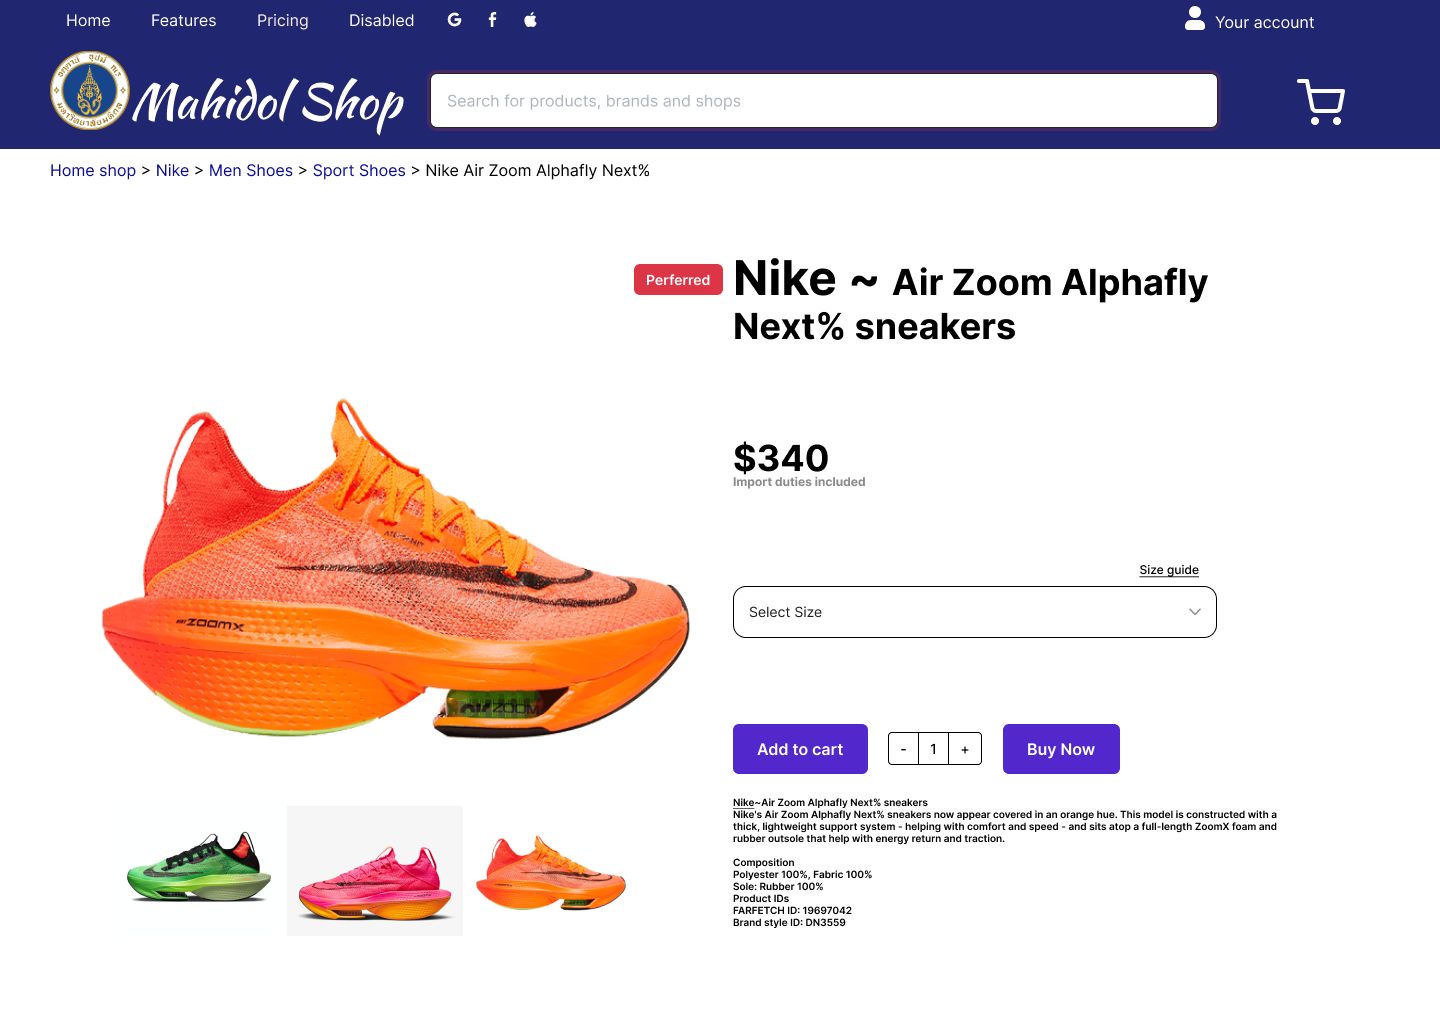 Home Features Pricing Disabled
Your account
Mahidol Shop
Search for products, brands and shops
Home shop > Nike > Men Shoes > Sport Shoes > Nike Air Zoom Alphafly Next%
Perferred
Nike ~ Air Zoom Alphafly
Next% sneakers
$340
Import duties included
Size guide
Select Size
ZOOMX
ZOOM
Add to cart
- 1 +
Buy Now
Nike~Air Zoom Alphafly Next% sneakers
Nike's Air Zoom Alphafly Next% sneakers now appear covered in an orange hue. This model is constructed with a
thick, lightweight support system - helping with comfort and speed - and sits atop a full-length ZoomX foam and
rubber outsole that help with energy return and traction.
Composition
Polyester 100%, Fabric 100%
Sole: Rubber 100%
Product IDs
FARFETCH ID: 19697042
Brand style ID: DN3559